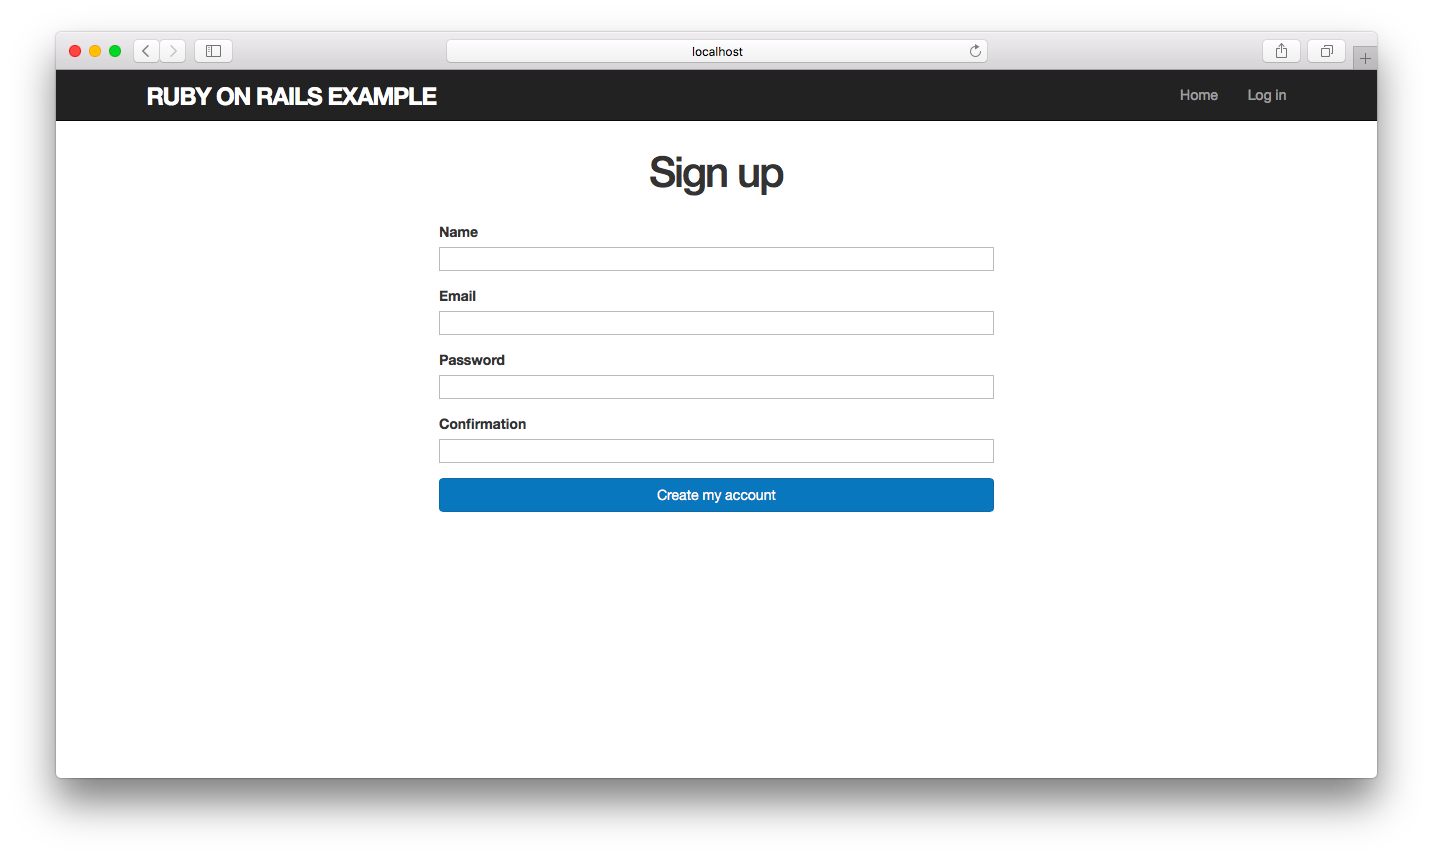 localhost
RUBY ON RAILS EXAMPLE
Home
Log in
Sign up
Name
Email
Password
Confirmation
Create my account